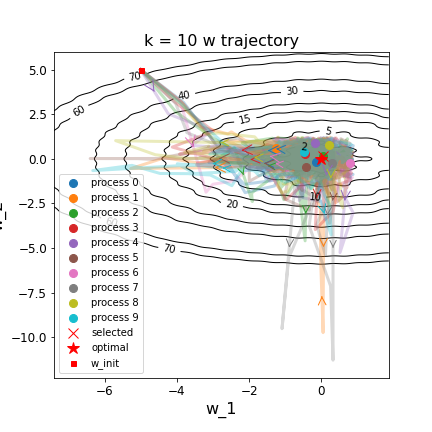 k = 10 w trajectory
5.0
2.5
0.0
−2.5
−5.0
−7.5
−10.0
70
60
40
30
15
5
2
10
20
70
process 0
process 1
process 2
process 3
process 4
process 5
process 6
process 7
process 8
process 9
selected
optimal
w_init
−6
−4
−2
0
w_1